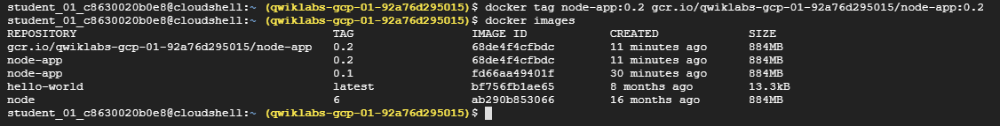 student_01_c8630020b0e8@cloudshell:~ (qwiklabs-gcp-01-92a76d295015)$ docker tag node-app:0.2 gcr.io/qwiklabs-gcp-01-92a76d295015/node-app:0.2
student_01_c8630020b0e8@cloudshell:~ (qwiklabs-gcp-01-92a76d295015)$ docker images
REPOSITORY TAG IMAGE ID CREATED SIZE
gcr.io/qwiklabs-gcp-01-92a76d295015/node-app 0.2 68de4f4cfbdc 11 minutes ago 884MB
node-app 0.2 68de4f4cfbdc 11 minutes ago 884MB
node-app 0.1 fd66aa49401f 30 minutes ago 884MB
hello-world latest bf756fb1ae65 8 months ago 13.3kB
node 6 ab290b853066 16 months ago 884MB
student_01_c8630020b0e8@cloudshell:~ (qwiklabs-gcp-01-92a76d295015)$